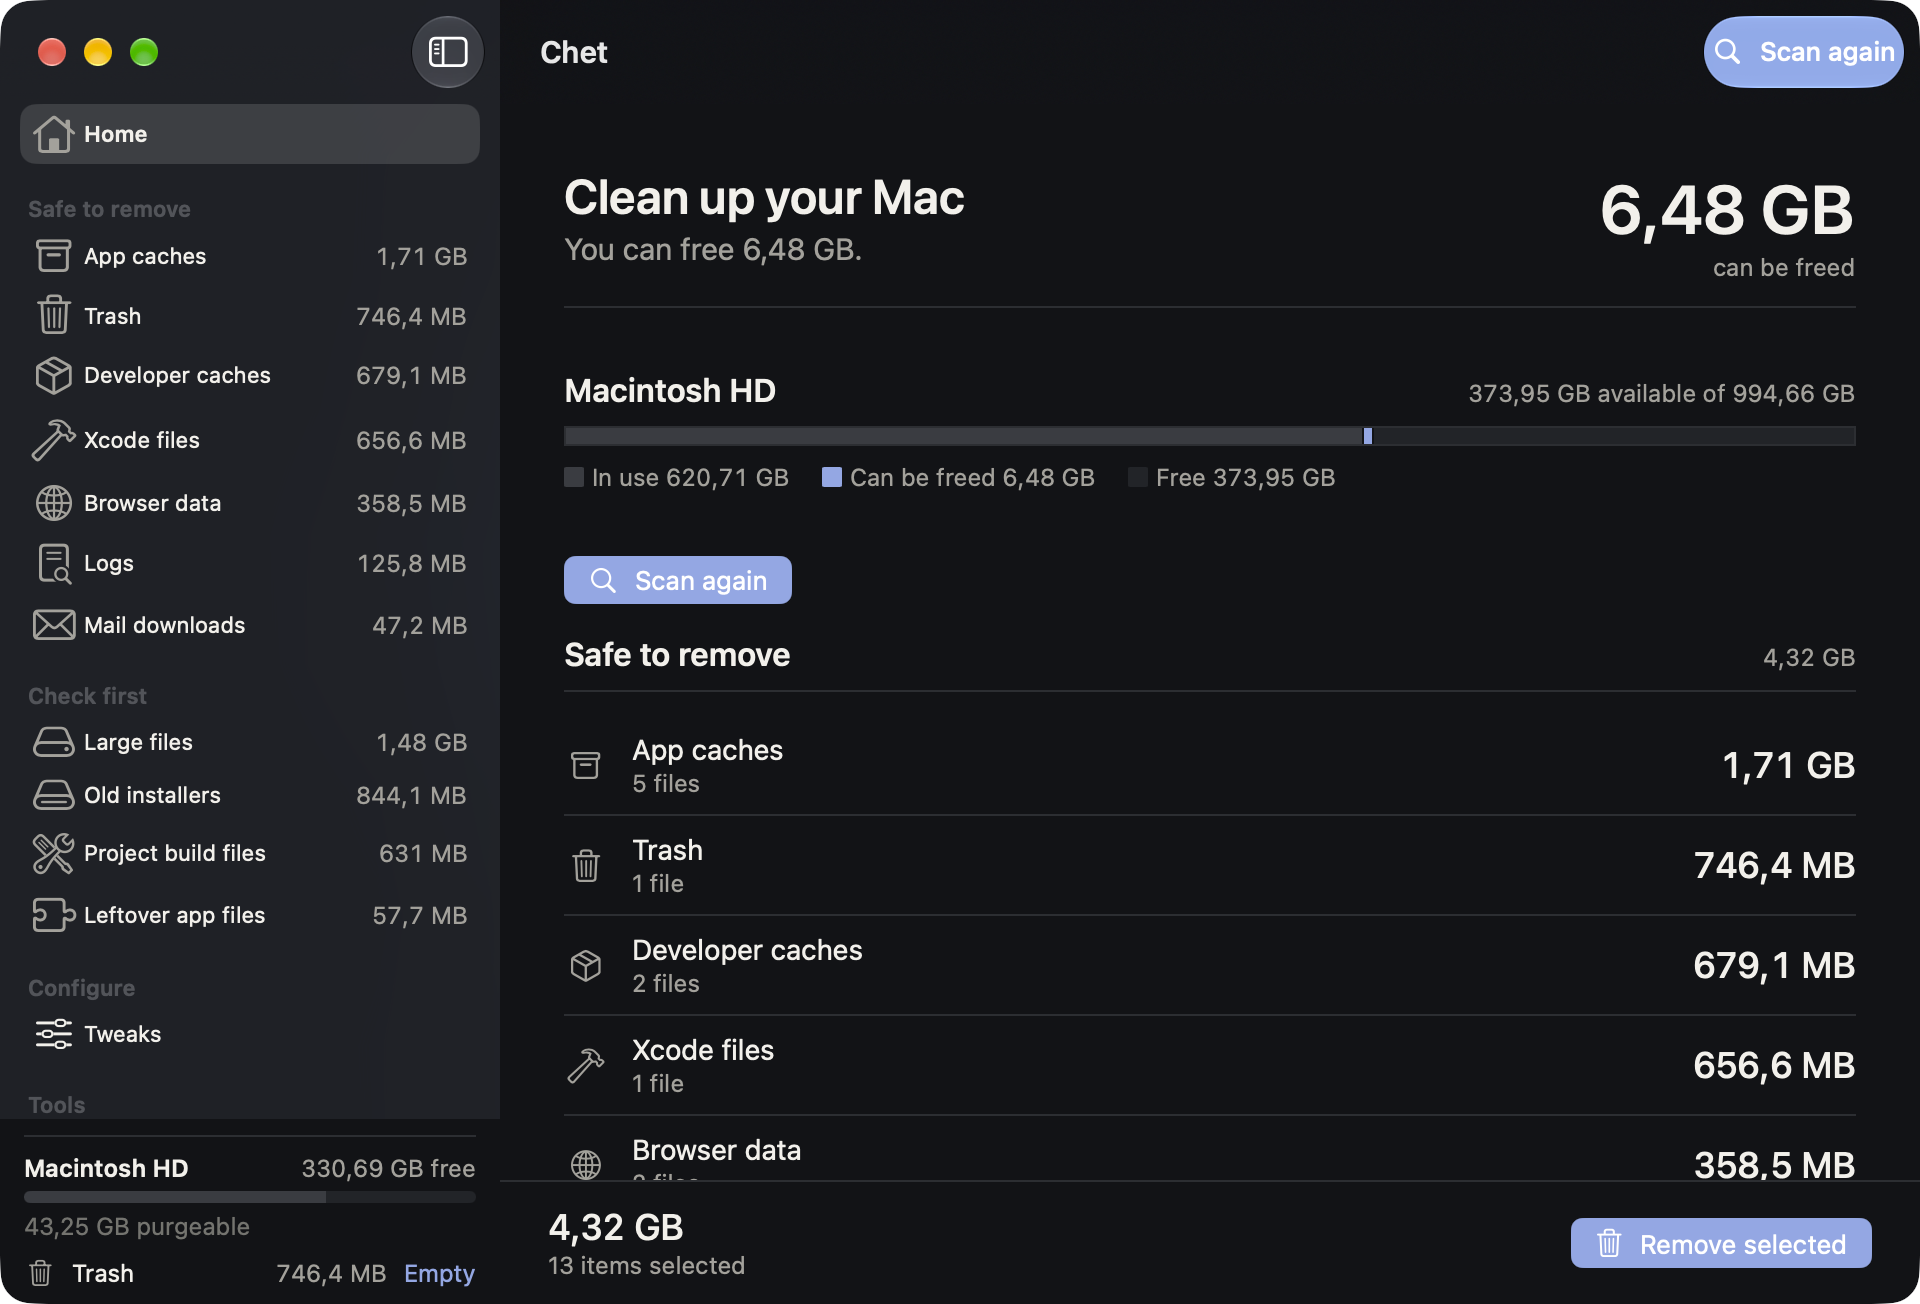 Chet
Scan again
Home
Safe to remove
App caches 1,71 GB
Trash 746,4 MB
Developer caches 679,1 MB
Xcode files 656,6 MB
Browser data 358,5 MB
Logs 125,8 MB
Mail downloads 47,2 MB
Check first
Large files 1,48 GB
Old installers 844,1 MB
Project build files 631 MB
Leftover app files 57,7 MB
Configure
Tweaks
Tools
Macintosh HD 330,69 GB free
43,25 GB purgeable
Trash 746,4 MB Empty
Clean up your Mac
You can free 6,48 GB.
6,48 GB
can be freed
Macintosh HD 373,95 GB available of 994,66 GB
In use 620,71 GB Can be freed 6,48 GB Free 373,95 GB
Scan again
Safe to remove 4,32 GB
App caches 1,71 GB
5 files
Trash 746,4 MB
1 file
Developer caches 679,1 MB
2 files
Xcode files 656,6 MB
1 file
Browser data 358,5 MB
4,32 GB
13 items selected
Remove selected